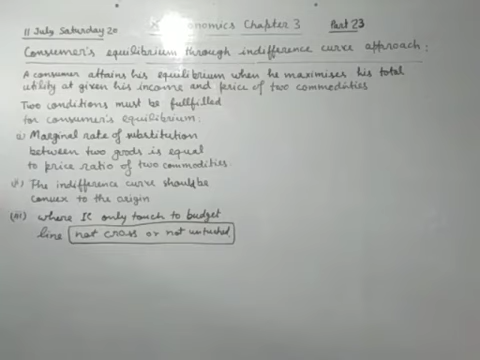 11 July Saturday 20 Economics Chapter 3 Part 23
Consumer's equilibrium through indifference curve approach:
A consumer attains his equilibrium when he maximises his total
utility at given his income and price of two commodities
Two conditions must be fullfilled
for consumer's equilibrium:
i) Marginal rate of substitution
between two goods is equal
to price ratio of two commodities.
ii) The indifference curve should be
convex to the origin
(iii) where IC only touch to budget
line not cross or not